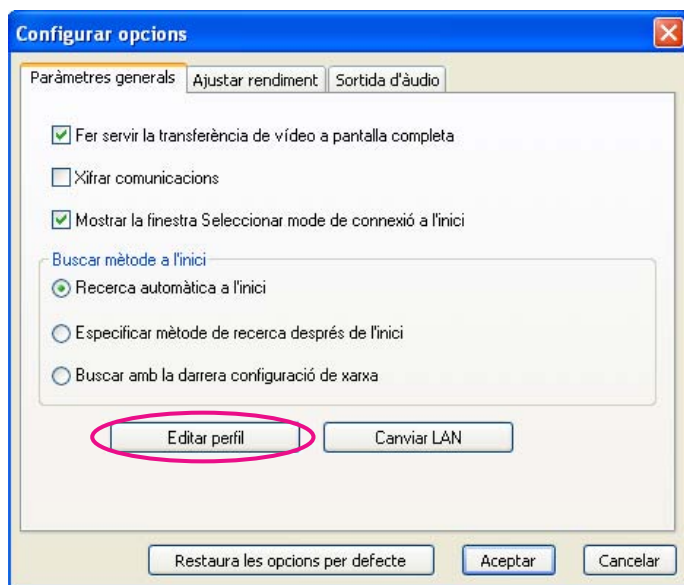 Configurar opcions
Paràmetres generals Ajustar rendiment Sortida d'àudio
Fer servir la transferència de vídeo a pantalla completa
Xifrar comunicacions
Mostrar la finestra Seleccionar mode de connexió a l'inici
Buscar mètode a l'inici
Recerca automàtica a l'inici
Especificar mètode de recerca després de l'inici
Buscar amb la darrera configuració de xarxa
Editar perfil Canviar LAN
Restaura les opcions per defecte Aceptar Cancelar